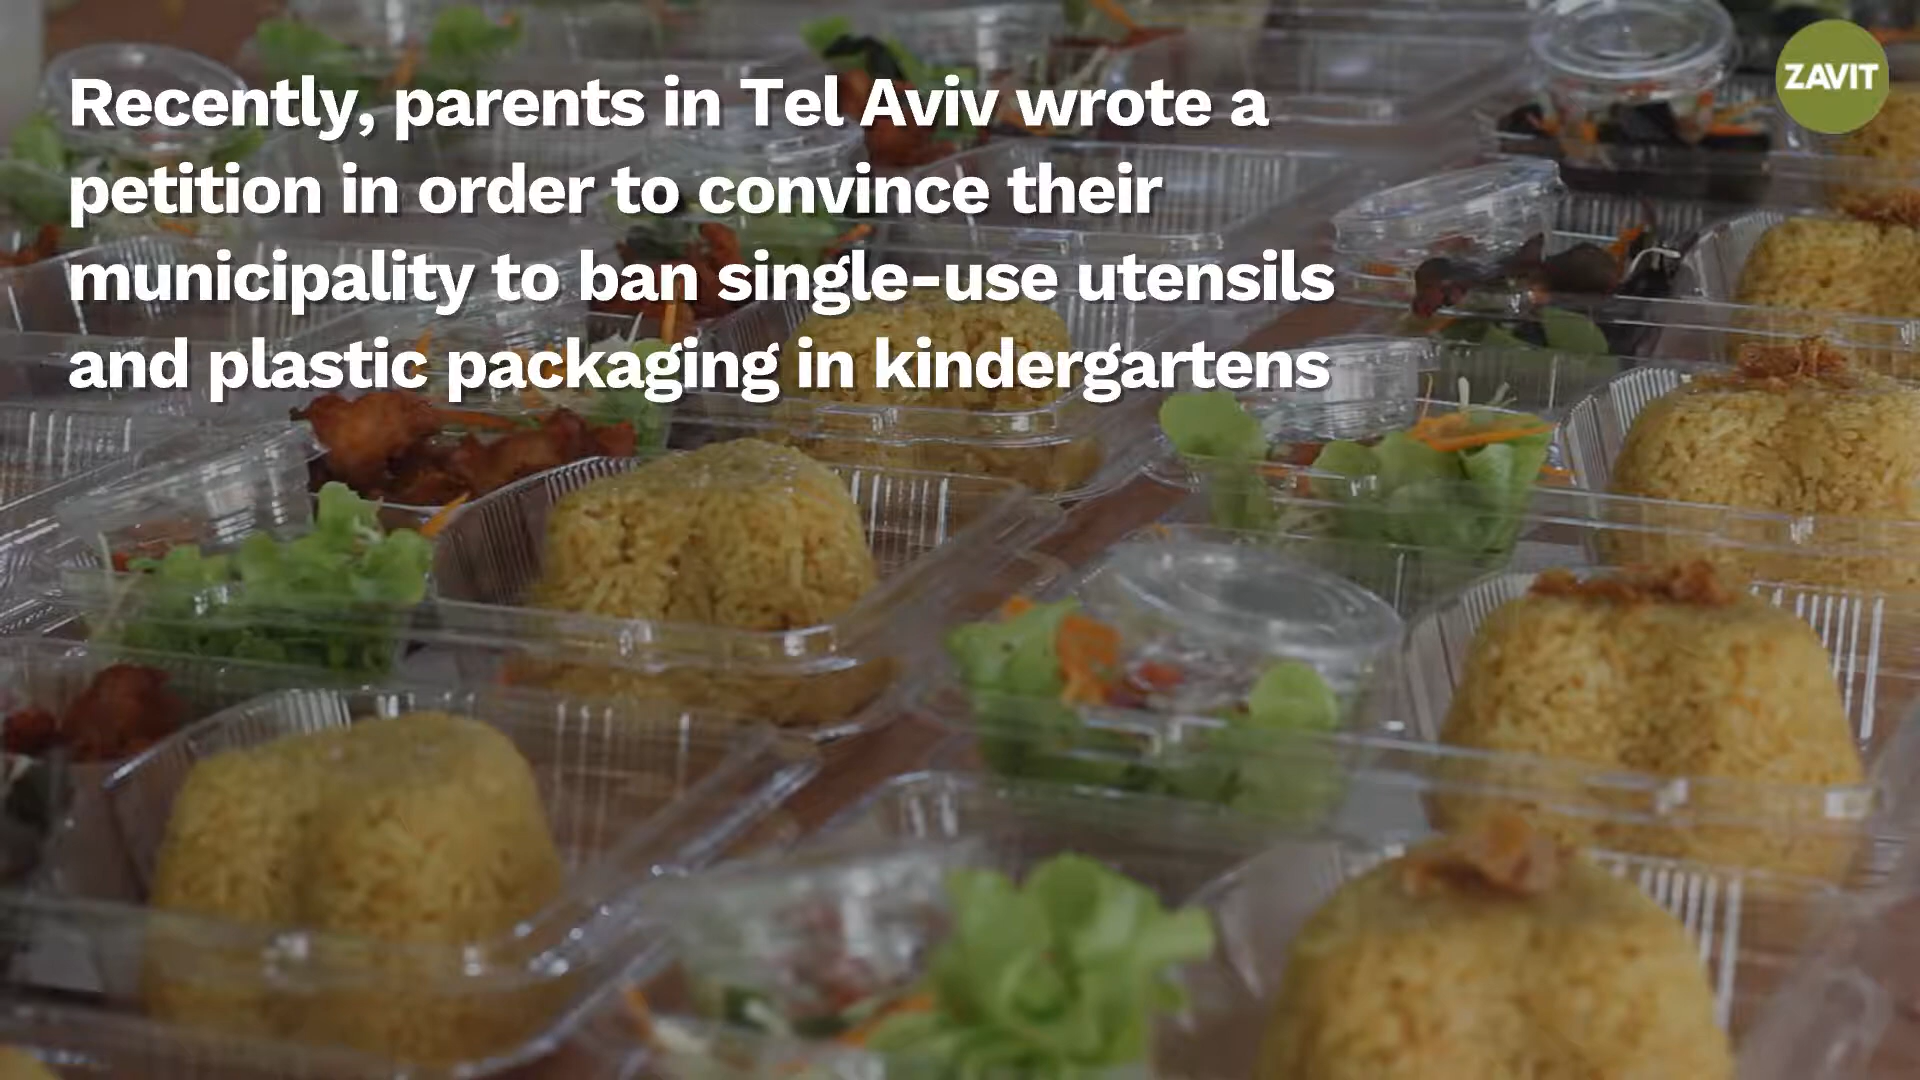 Recently, parents in Tel Aviv wrote a
petition in order to convince their
municipality to ban single-use utensils
and plastic packaging in kindergartens
ZAVIT